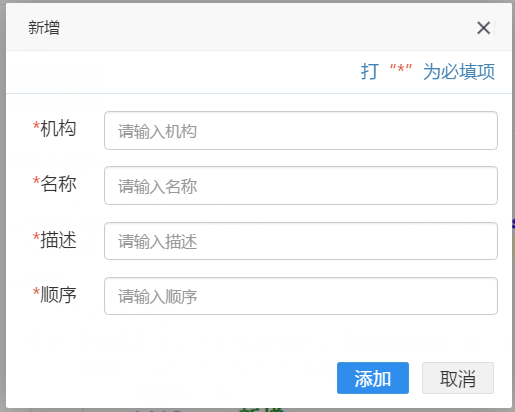 新增
打“*”为必填项
*机构 请输入机构
*名称 请输入名称
*描述 请输入描述
*顺序 请输入顺序
添加 取消